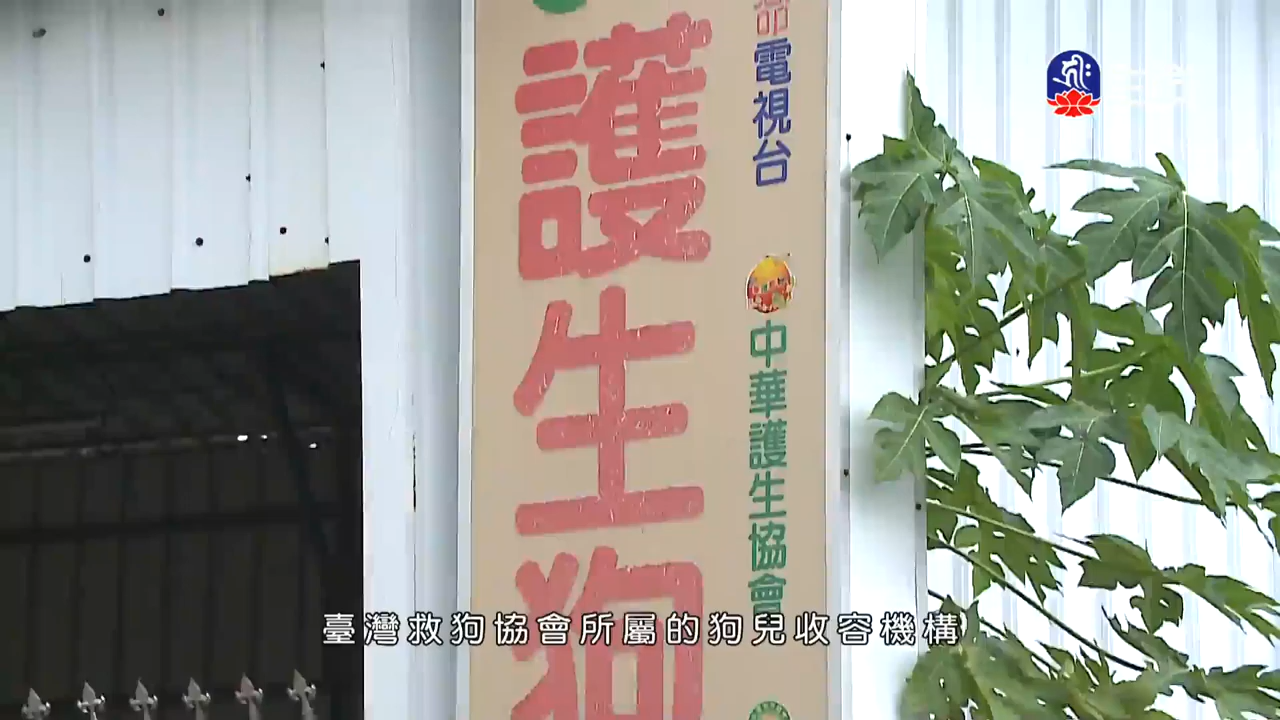 護生狗
電視台
中華護生協會
臺灣救狗協會所屬的狗兒收容機構